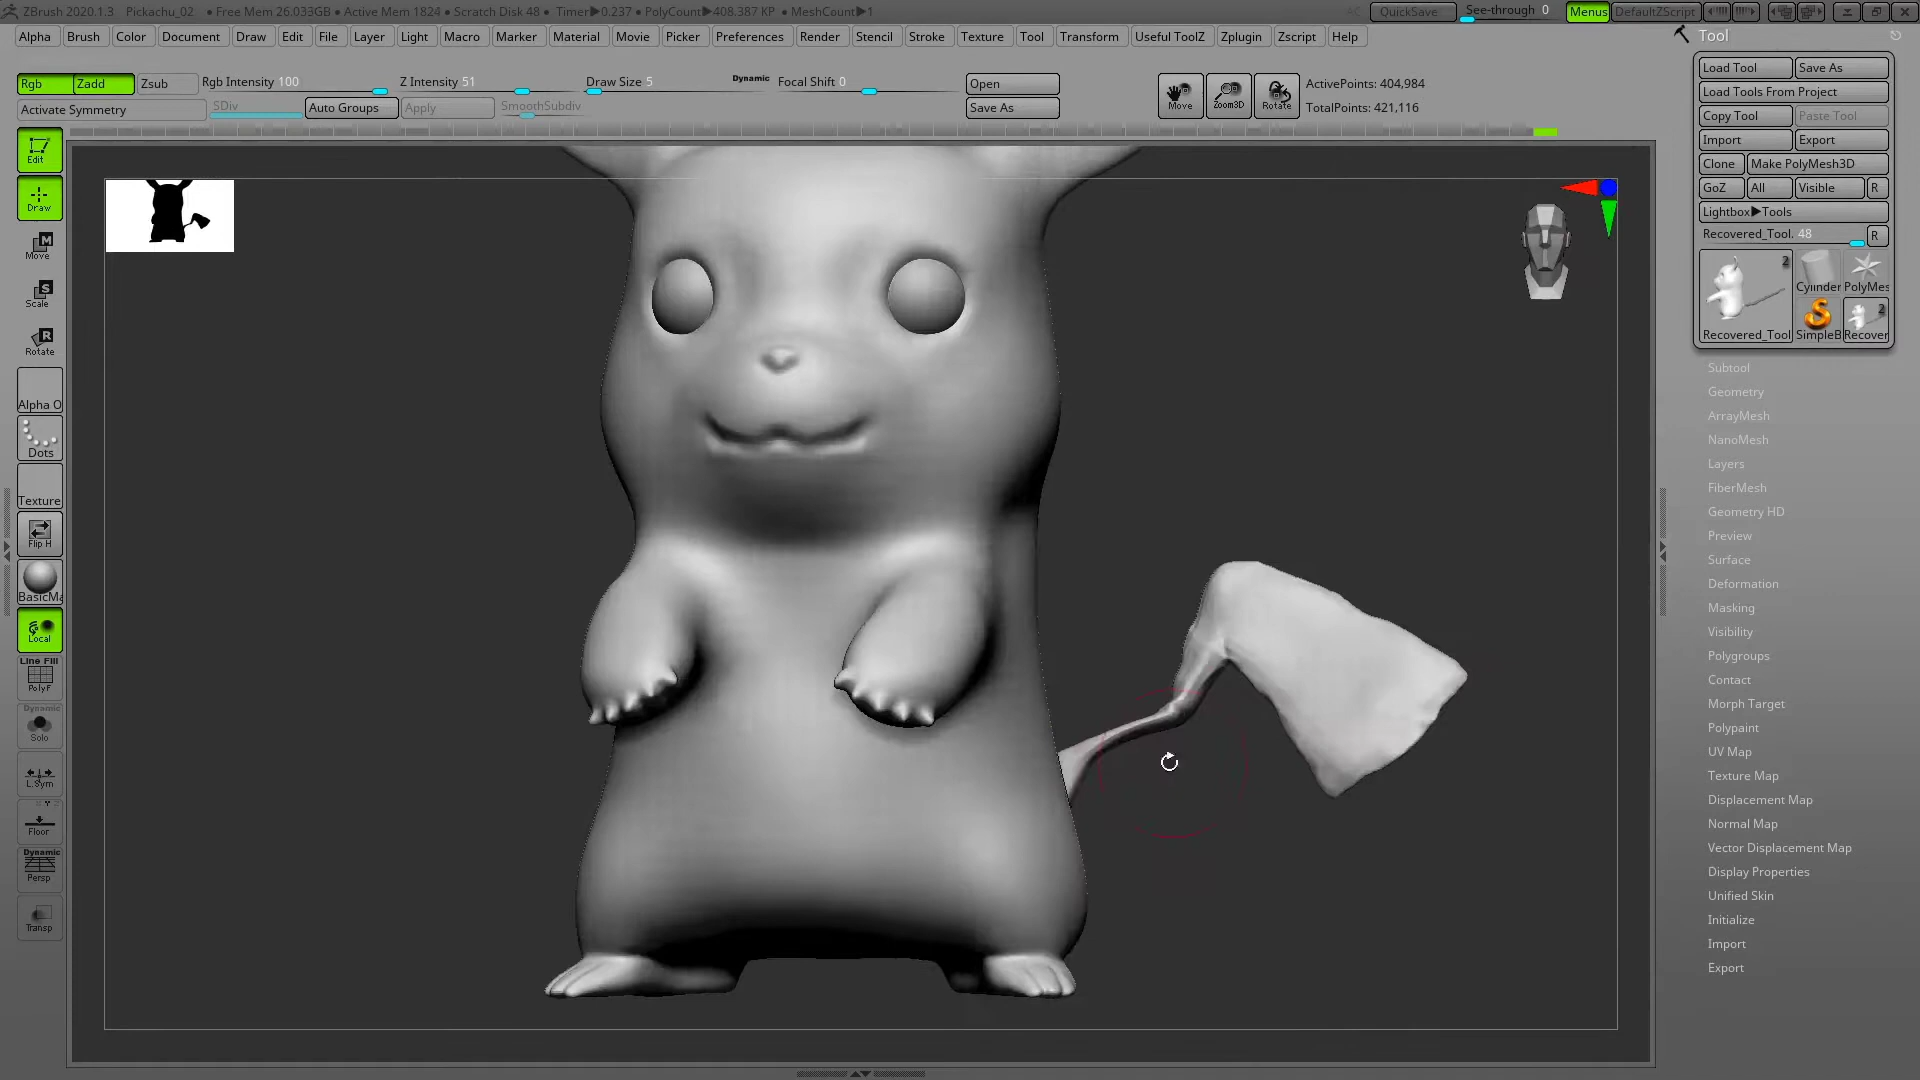 ZBrush 2020.1.3 Pickachu_02 • Free Mem 26.033GB • Active Mem 1824 • Scratch Disk 48 • Timer▶0.237 • PolyCount▶408.387 KP • MeshCount▶1 QuickSave See-through 0 Menus DefaultZScript
Alpha Brush Color Document Draw Edit File Layer Light Macro Marker Material Movie Picker Preferences Render Stencil Stroke Texture Tool Transform Useful ToolZ Zplugin Zscript Help
Rgb Zadd Zsub Rgb Intensity 100 Z Intensity 51 Draw Size 5 Dynamic Focal Shift 0 Open
Activate Symmetry SDiv Auto Groups Apply SmoothSubdiv Save As
Move Zoom3D Rotate
ActivePoints: 404,984
TotalPoints: 421,116
Edit
Draw
M
Move
S
Scale
R
Rotate
Alpha O
Dots
Texture
Flip H
BasicMa
Local
Line Fill
PolyF
Dynamic
Solo
L.Sym
Floor
Dynamic
Persp
Transp
Tool
Load Tool Save As
Load Tools From Project
Copy Tool Paste Tool
Import Export
Clone Make PolyMesh3D
GoZ All Visible R
Lightbox▶Tools
Recovered_Tool. 48 R
2
Cylinder PolyMes
2
Recovered_Tool SimpleB Recover
Subtool
Geometry
ArrayMesh
NanoMesh
Layers
FiberMesh
Geometry HD
Preview
Surface
Deformation
Masking
Visibility
Polygroups
Contact
Morph Target
Polypaint
UV Map
Texture Map
Displacement Map
Normal Map
Vector Displacement Map
Display Properties
Unified Skin
Initialize
Import
Export